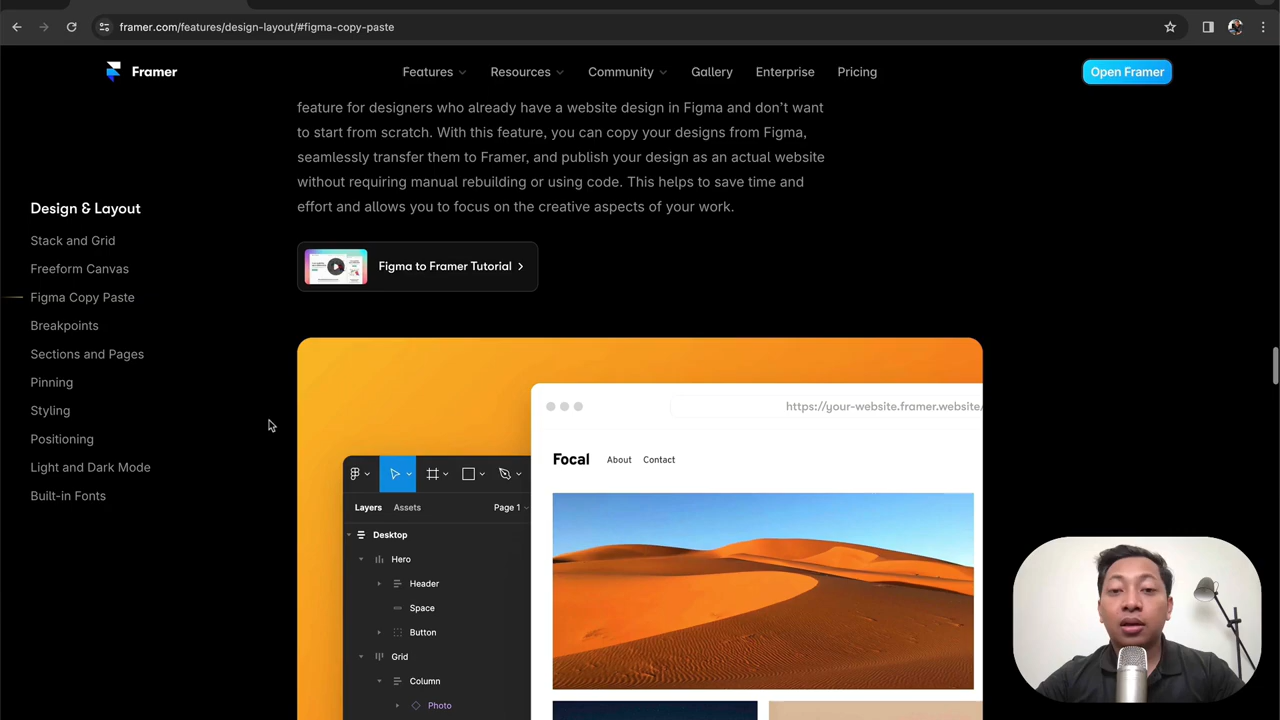 framer.com/features/design-layout/#figma-copy-paste
Framer
Features
Resources
Community
Gallery
Enterprise
Pricing
Open Framer
feature for designers who already have a website design in Figma and don't want
to start from scratch. With this feature, you can copy your designs from Figma,
seamlessly transfer them to Framer, and publish your design as an actual website
without requiring manual rebuilding or using code. This helps to save time and
effort and allows you to focus on the creative aspects of your work.
Design & Layout
Stack and Grid
Freeform Canvas
Figma Copy Paste
Breakpoints
Sections and Pages
Pinning
Styling
Positioning
Light and Dark Mode
Built-in Fonts
Figma to Framer Tutorial
https://your-website.framer.website/
Focal
About
Contact
Layers
Assets
Page 1
Desktop
Hero
Header
Space
Button
Grid
Column
Photo